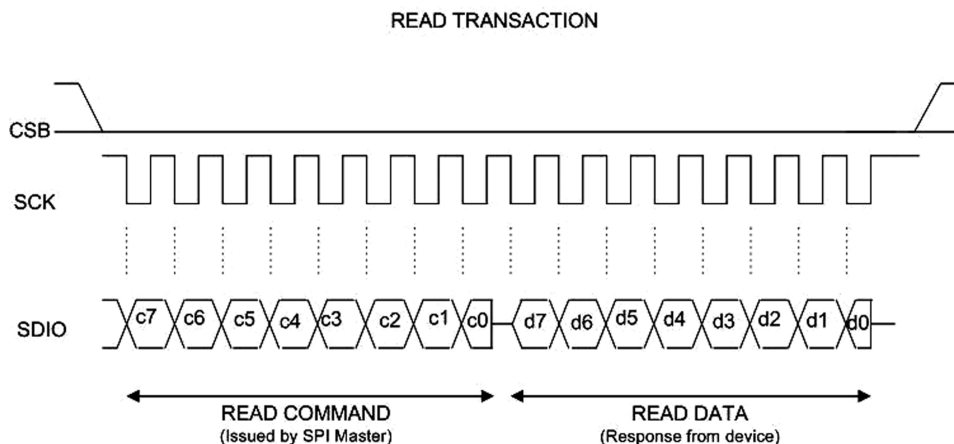 READ TRANSACTION
CSB
SCK
SDIO
c7 c6 c5 c4 c3 c2 c1 c0 d7 d6 d5 d4 d3 d2 d1 d0
READ COMMAND
(Issued by SPI Master)
READ DATA
(Response from device)